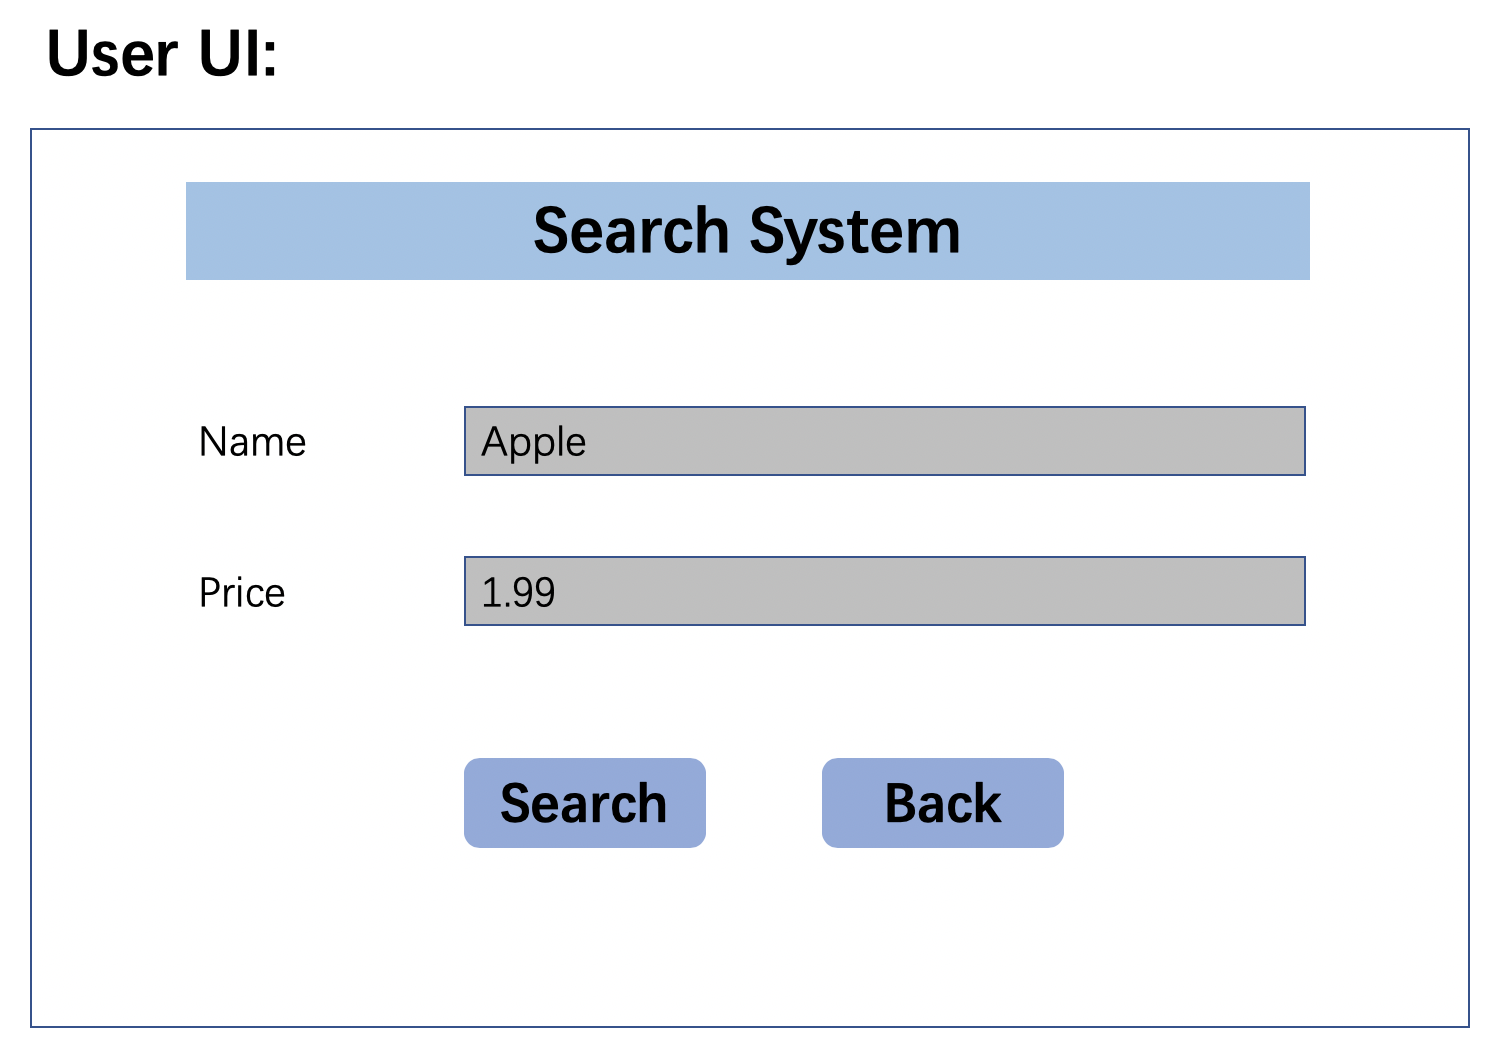 User UI:
Search System
Name
Apple
Price
1.99
Search
Back